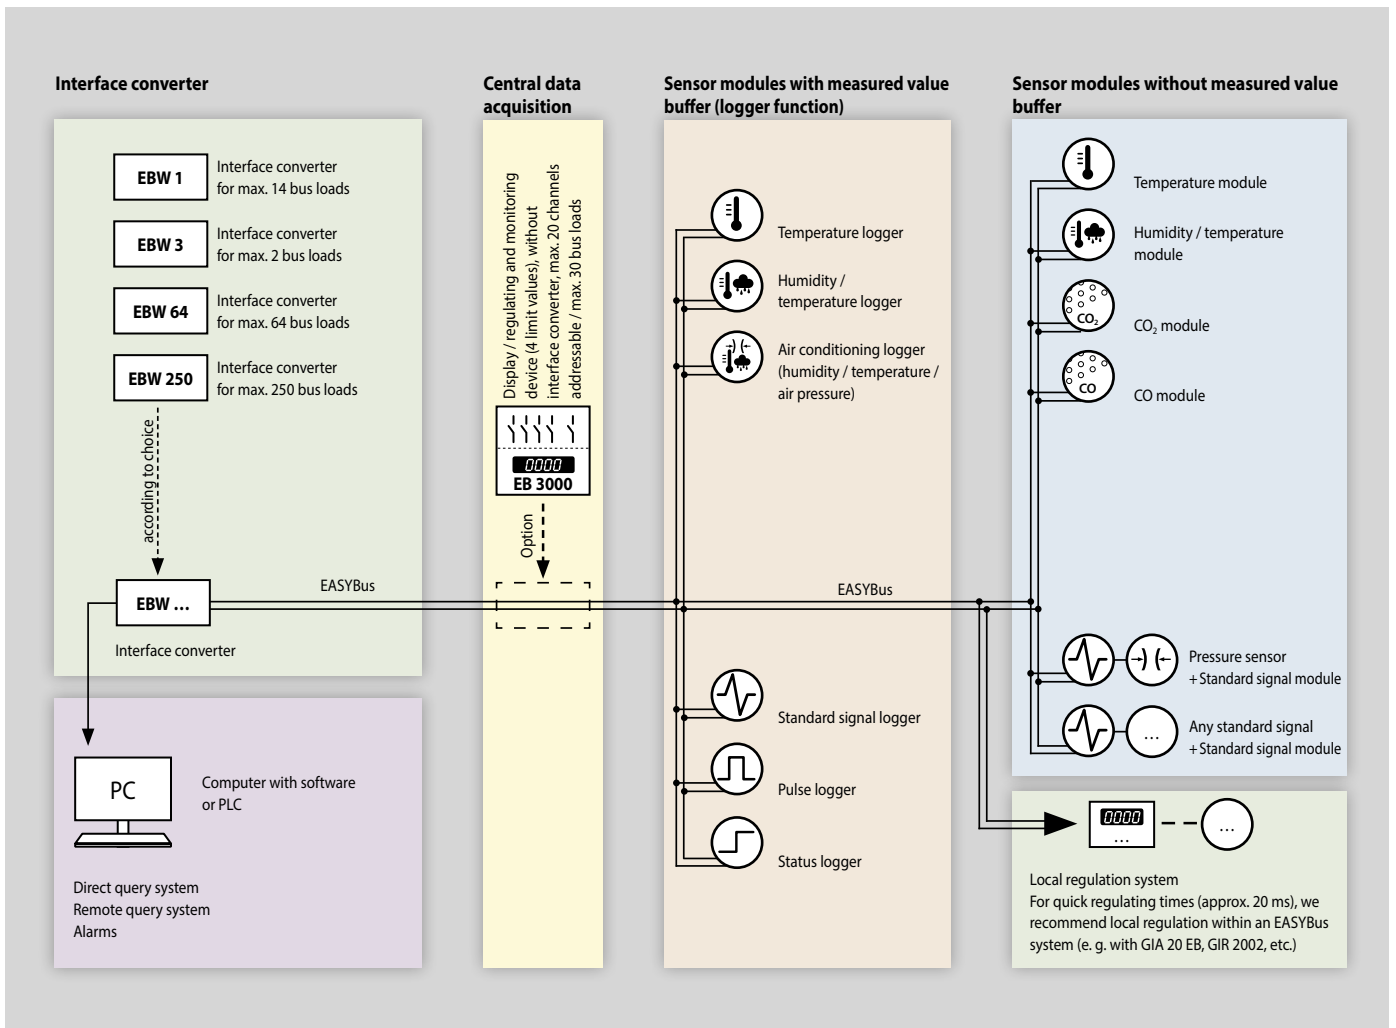 Interface converter
EBW 1
Interface converter
for max. 14 bus loads
EBW 3
Interface converter
for max. 2 bus loads
EBW 64
Interface converter
for max. 64 bus loads
EBW 250
Interface converter
for max. 250 bus loads
according to choice
EBW ...
EASYBus
Interface converter
PC
Computer with software
or PLC
Direct query system
Remote query system
Alarms
Central data
acquisition
Display / regulating and monitoring
device (4 limit values), without
interface converter, max. 20 channels
addressable / max. 30 bus loads
0000
EB 3000
Option
Sensor modules with measured value
buffer (logger function)
Temperature logger
Humidity /
temperature logger
Air conditioning logger
(humidity / temperature /
air pressure)
EASYBus
Standard signal logger
Pulse logger
Status logger
Sensor modules without measured value
buffer
Temperature module
Humidity / temperature
module
CO₂
CO₂ module
CO
CO module
Pressure sensor
+ Standard signal module
...
Any standard signal
+ Standard signal module
0000
...
...
Local regulation system
For quick regulating times (approx. 20 ms), we
recommend local regulation within an EASYBus
system (e. g. with GIA 20 EB, GIR 2002, etc.)